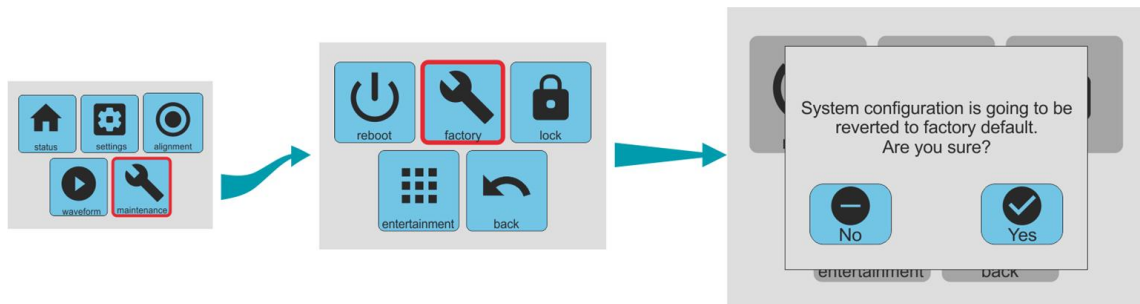 status
settings
alignment
waveform
maintenance
reboot
factory
lock
entertainment
back
System configuration is going to be
reverted to factory default.
Are you sure?
No
Yes
entertainment
back